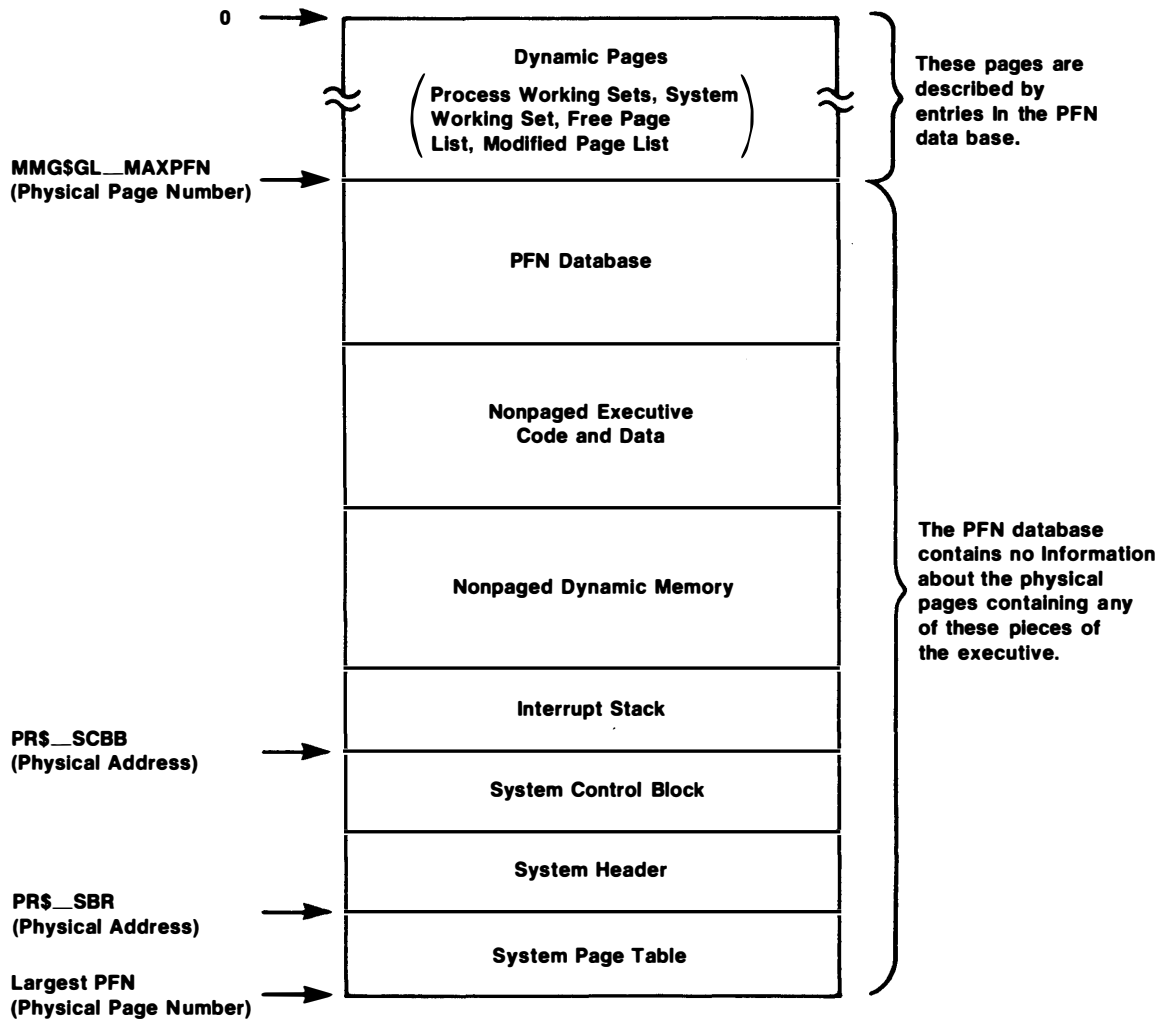 0
Dynamic Pages
Process Working Sets, System
Working Set, Free Page
List, Modified Page List
These pages are
described by
entries In the PFN
data base.
MMG$GL__MAXPFN
(Physical Page Number)
PFN Database
Nonpaged Executive
Code and Data
Nonpaged Dynamic Memory
The PFN database
contains no Information
about the physical
pages containing any
of these pieces of
the executive.
Interrupt Stack
PR$__SCBB
(Physical Address)
System Control Block
System Header
PR$__SBR
(Physical Address)
System Page Table
Largest PFN
(Physical Page Number)